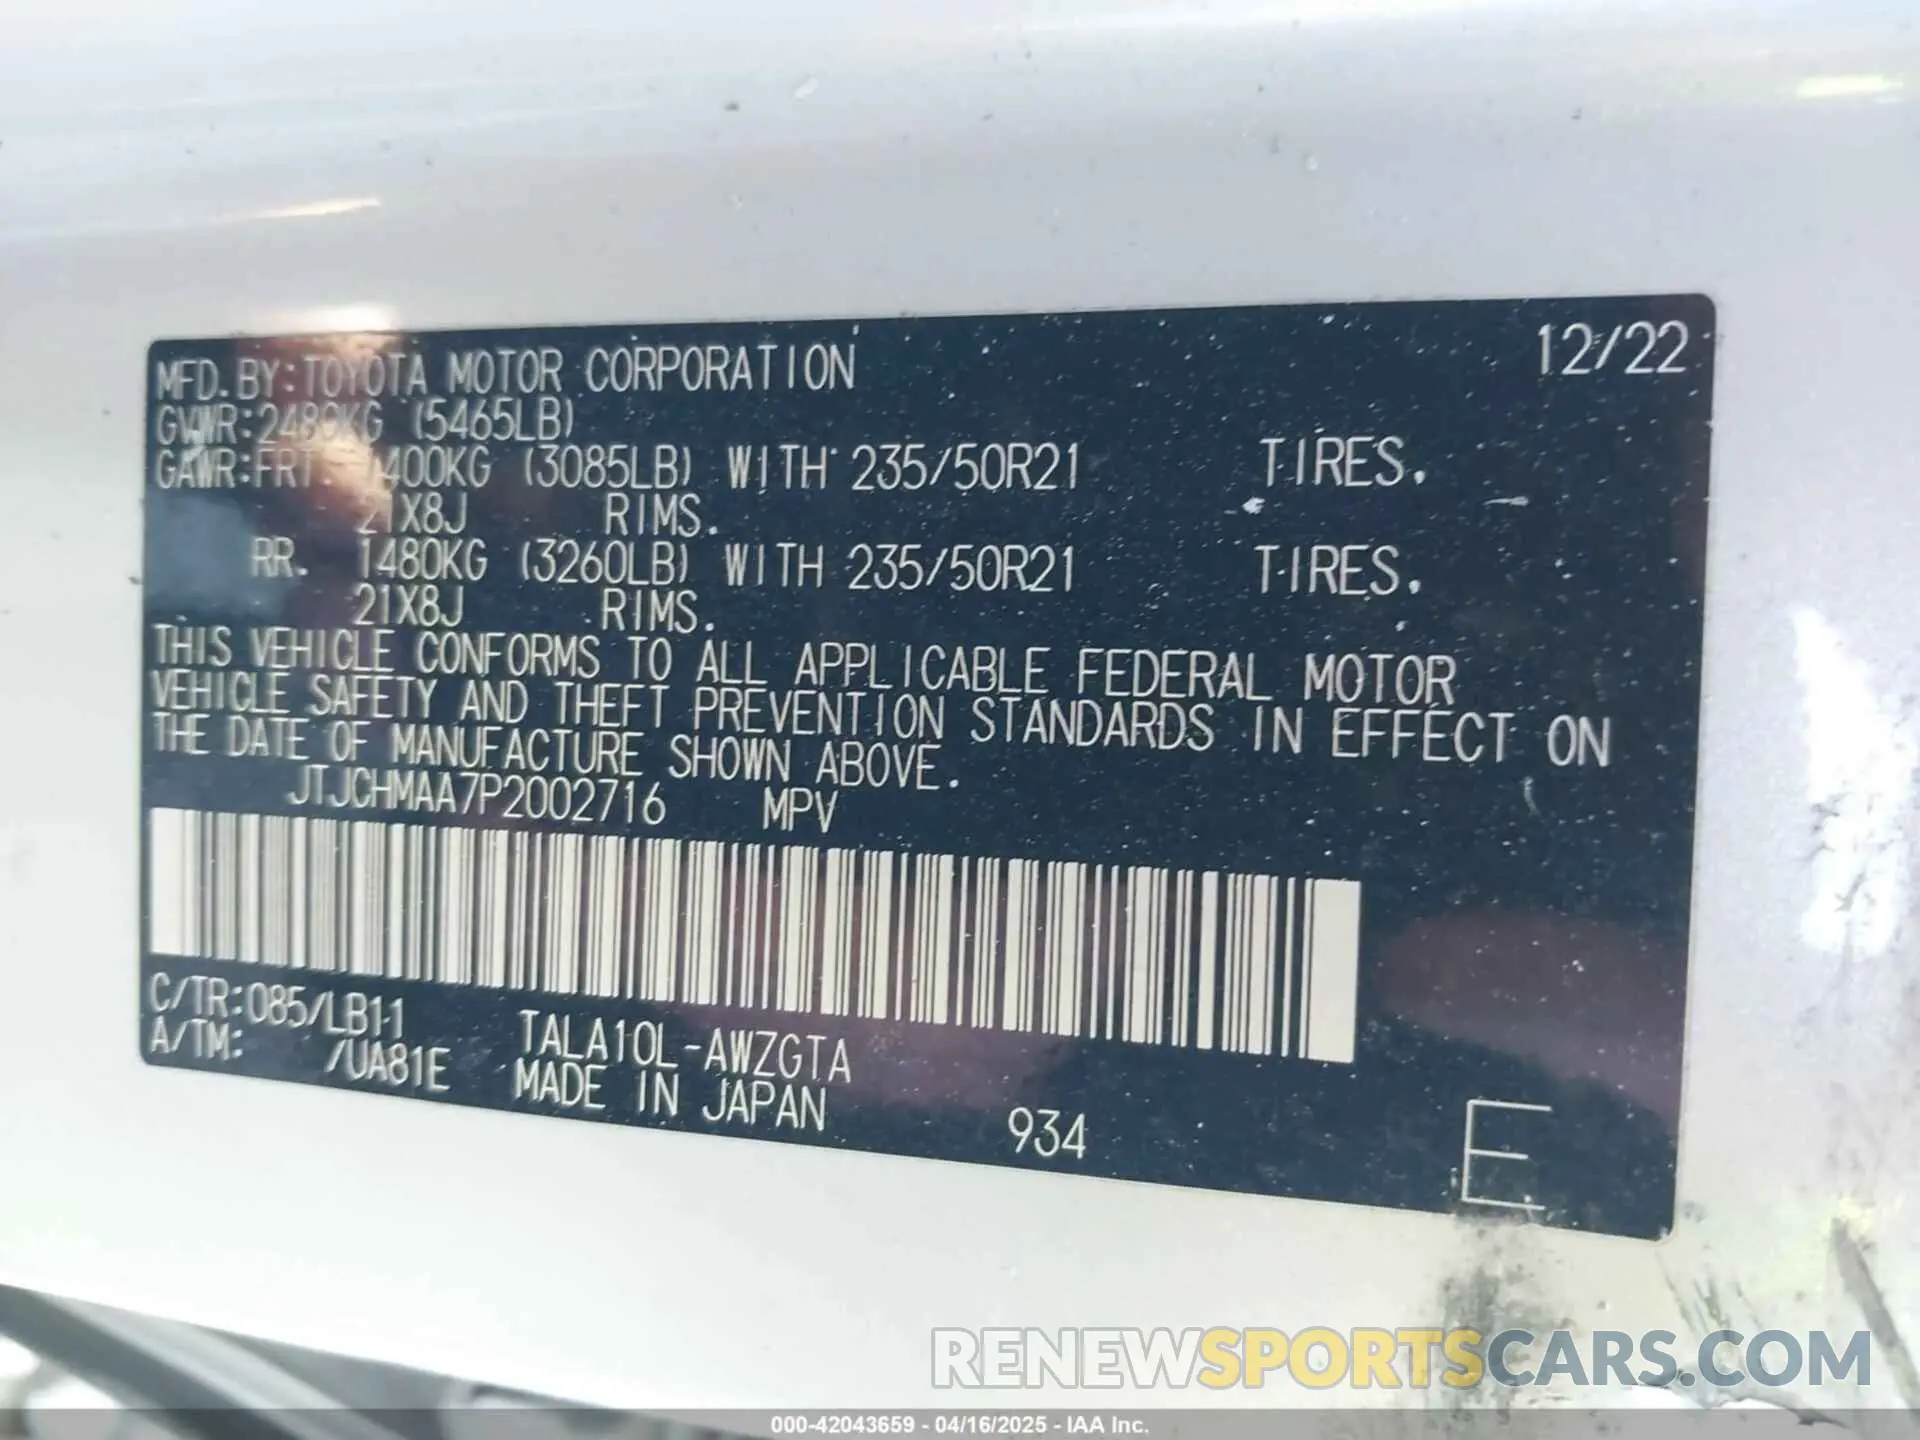 12/22
MFD. BY:TOYOTA MOTOR CORPORATION
GVWR:2480KG (5465LB)
GAWR:FRT. 1400KG (3085LB) WITH 235/50R21 TIRES.
21X8J RIMS.
RR. 1480KG (3260LB) WITH 235/50R21 TIRES.
21X8J RIMS.
THIS VEHICLE CONFORMS TO ALL APPLICABLE FEDERAL MOTOR
VEHICLE SAFETY AND THEFT PREVENTION STANDARDS IN EFFECT ON
THE DATE OF MANUFACTURE SHOWN ABOVE.
JTJCHMAA7P2002716 MPV
C/TR:085/LB11 TALA10L-AWZGTA
A/TM: /UA81E MADE IN JAPAN
934 E
RENEWSPORTSCARS.COM
000-42043659 - 04/16/2025 - IAA Inc.